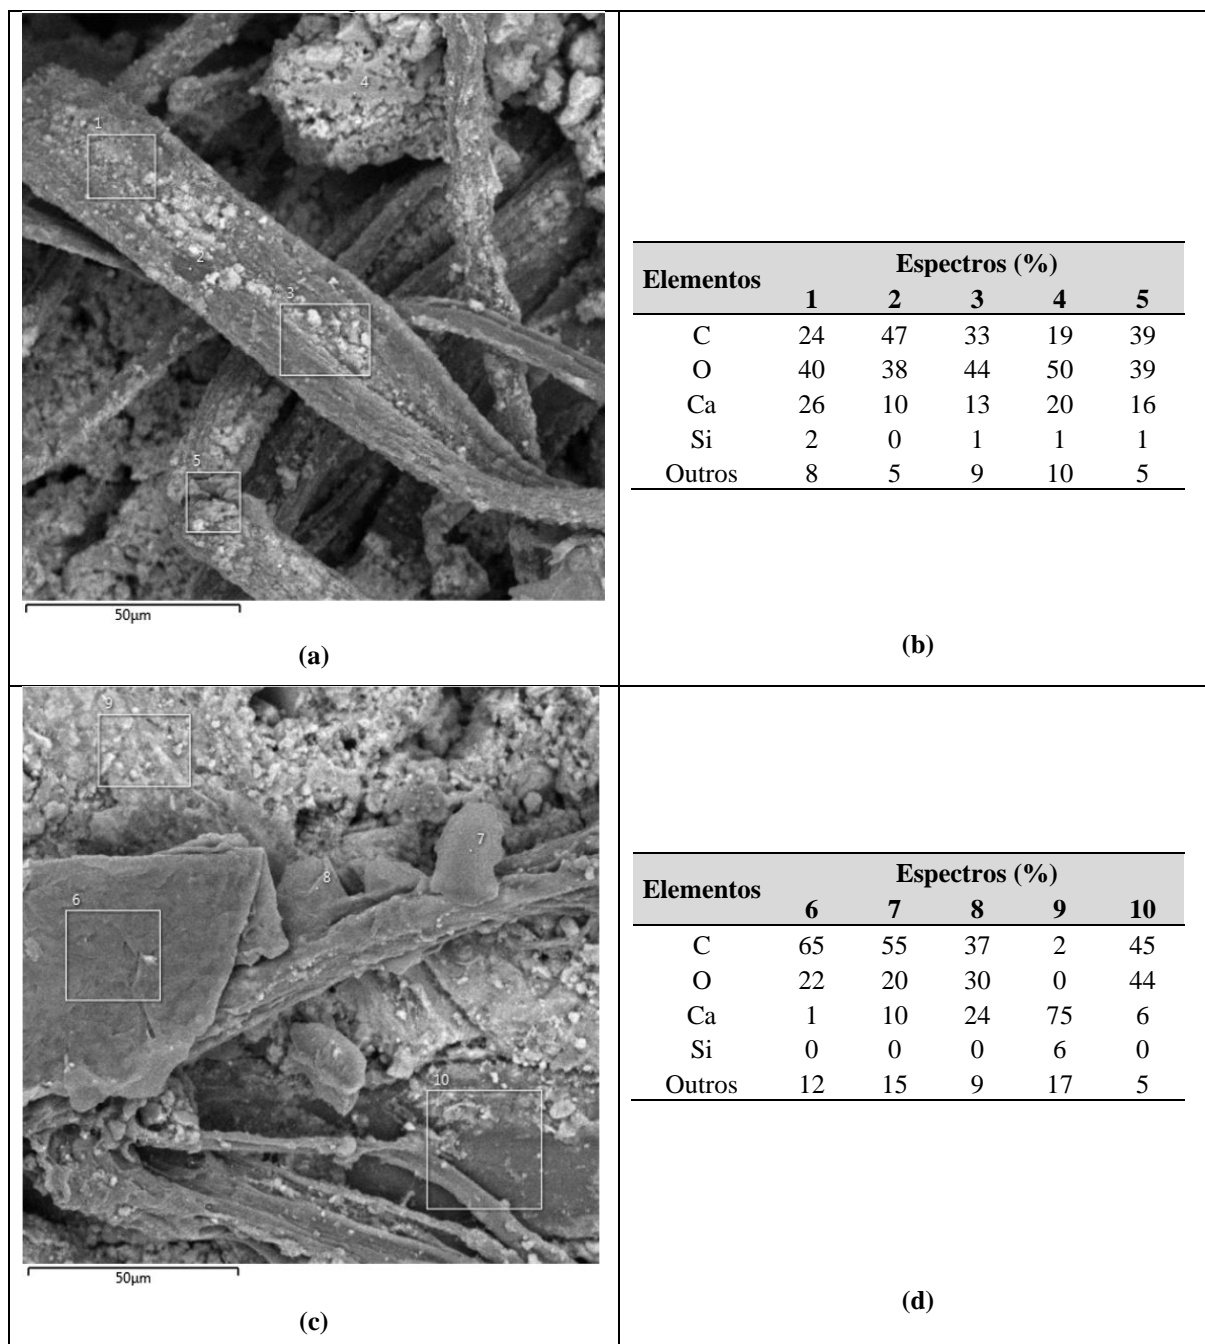 1
4
2
3
5
50µm
(a)
Elementos Espectros (%)
1 2 3 4 5
C 24 47 33 19 39
O 40 38 44 50 39
Ca 26 10 13 20 16
Si 2 0 1 1 1
Outros 8 5 9 10 5
(b)
9
7
8
6
10
50µm
(c)
Elementos Espectros (%)
6 7 8 9 10
C 65 55 37 2 45
O 22 20 30 0 44
Ca 1 10 24 75 6
Si 0 0 0 6 0
Outros 12 15 9 17 5
(d)